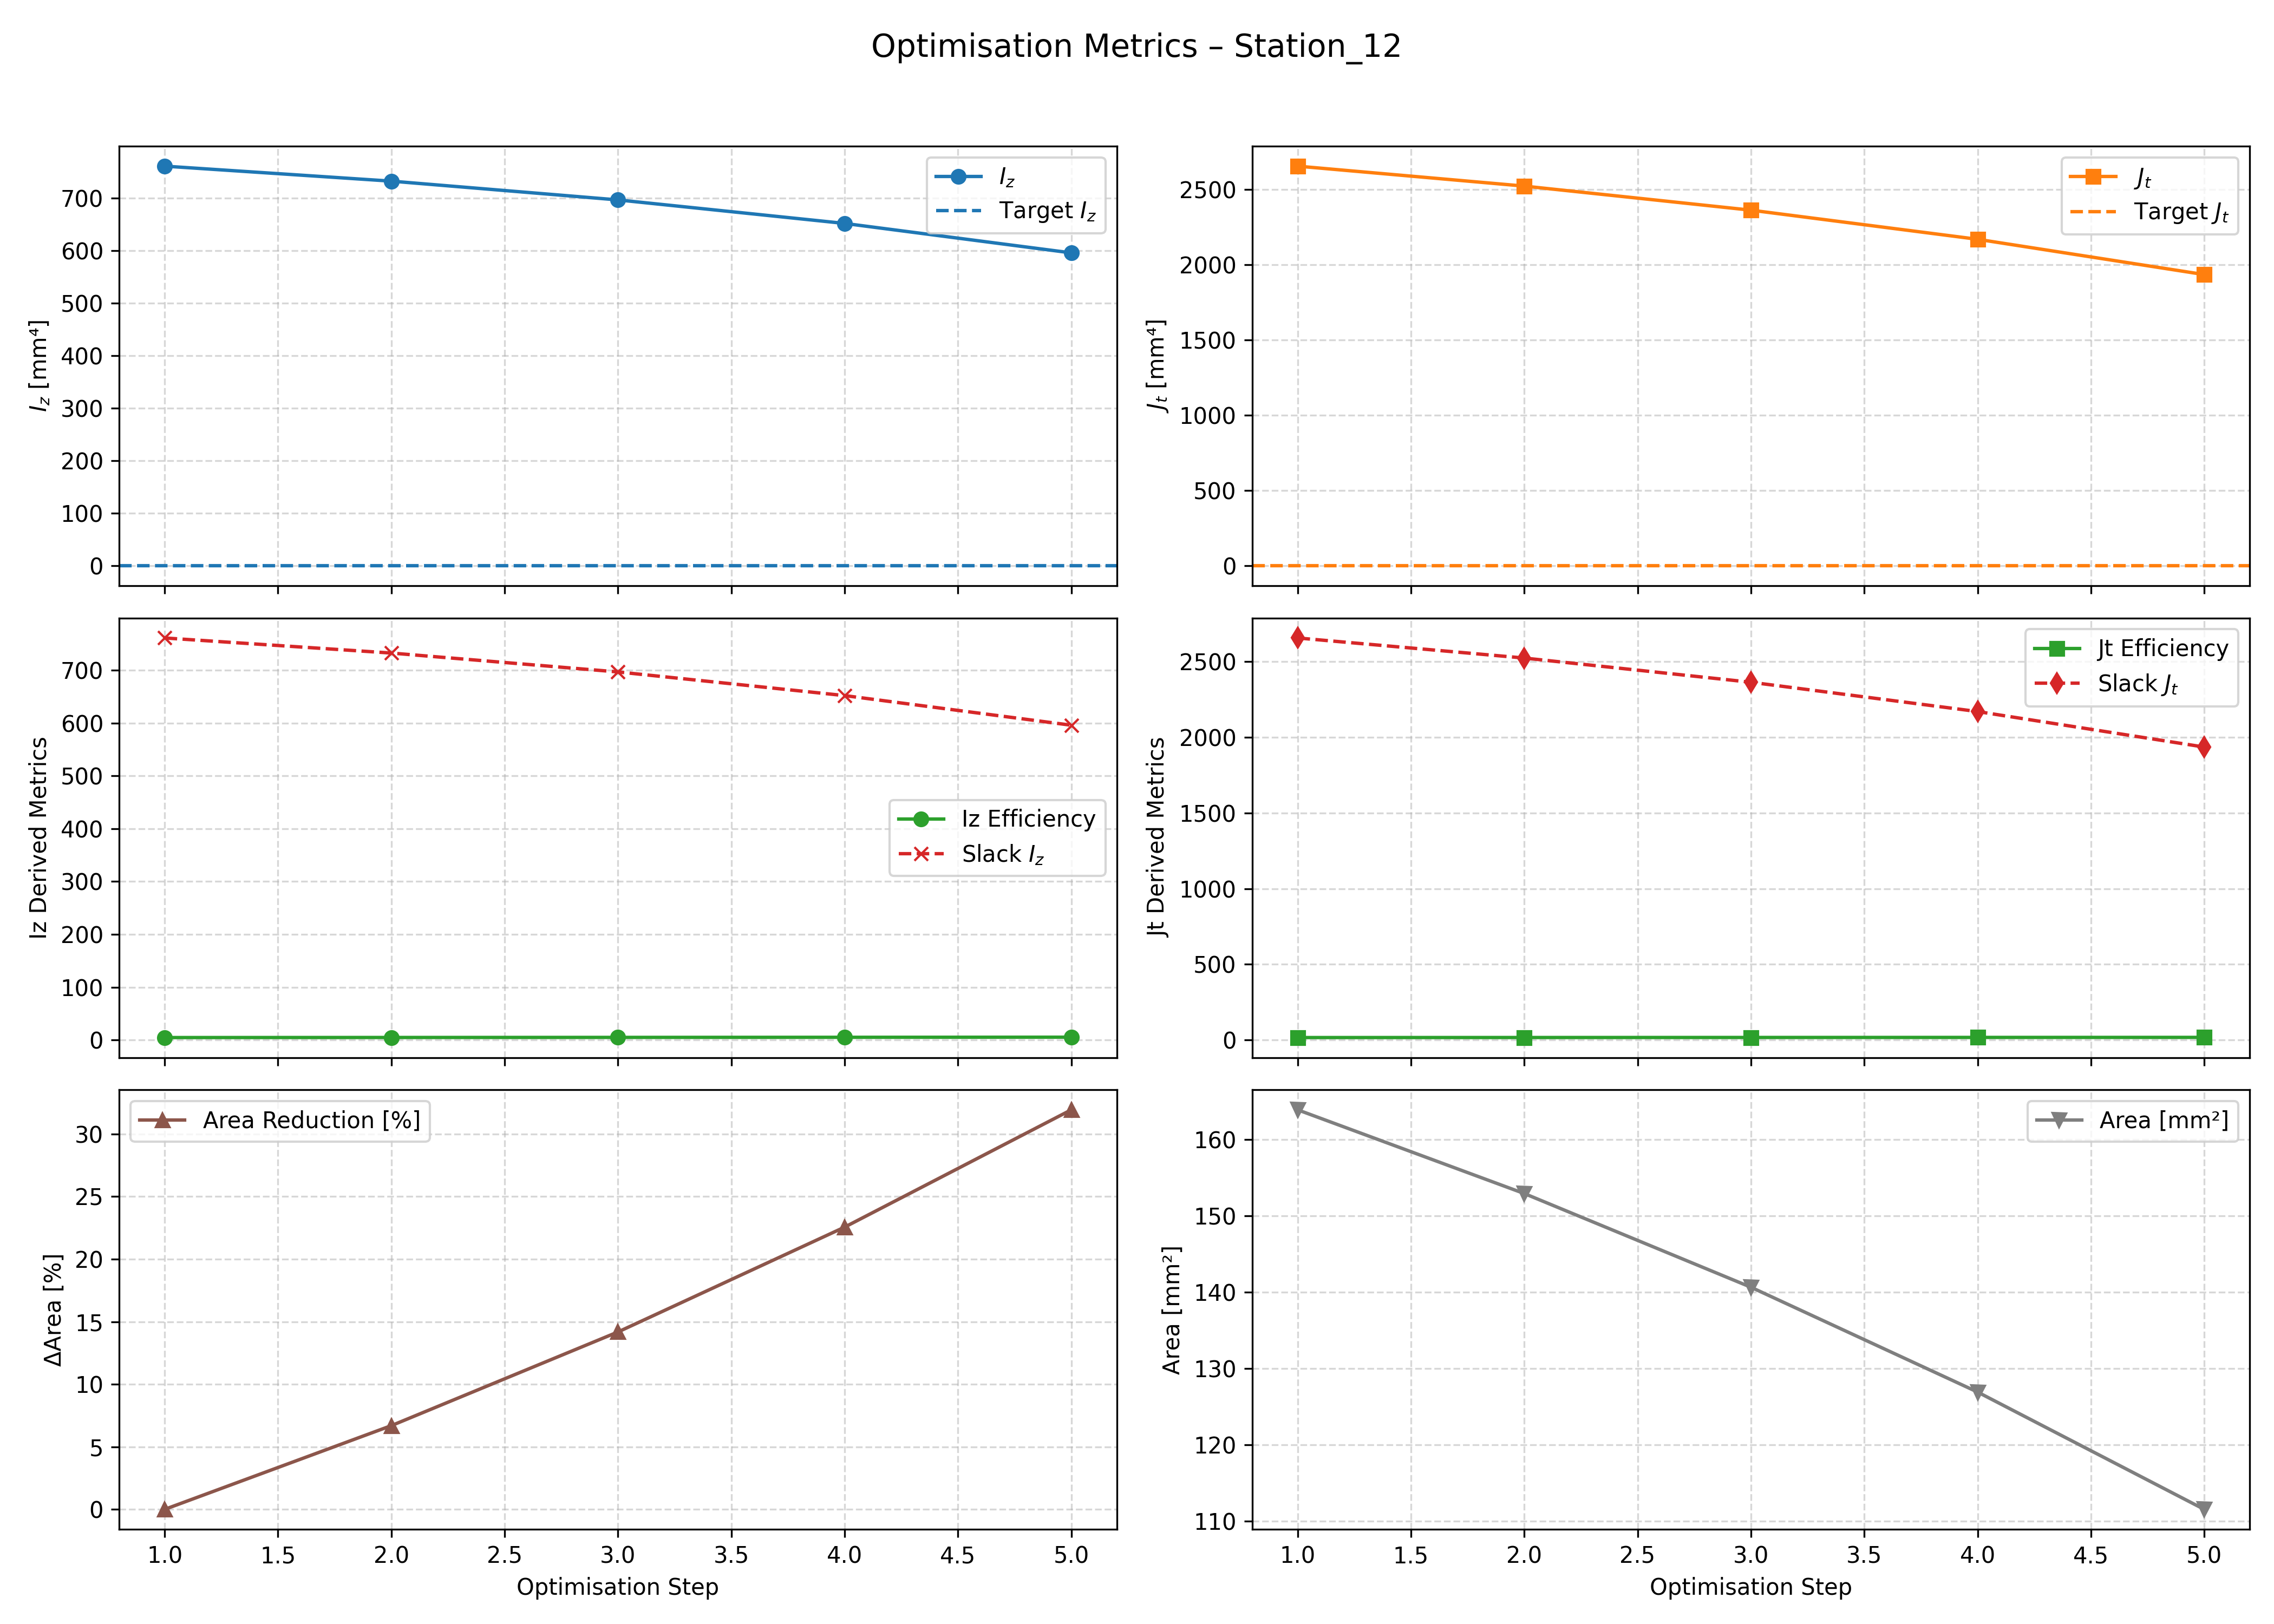 Optimisation Metrics – Station_12
I_z [mm⁴]
700
600
500
400
300
200
100
0
I_z
Target I_z
J_t [mm⁴]
2500
2000
1500
1000
500
0
J_t
Target J_t
Iz Derived Metrics
700
600
500
400
300
200
100
0
Iz Efficiency
Slack I_z
Jt Derived Metrics
2500
2000
1500
1000
500
0
Jt Efficiency
Slack J_t
ΔArea [%]
30
25
20
15
10
5
0
Area Reduction [%]
1.0 1.5 2.0 2.5 3.0 3.5 4.0 4.5 5.0
Optimisation Step
Area [mm²]
160
150
140
130
120
110
Area [mm²]
1.0 1.5 2.0 2.5 3.0 3.5 4.0 4.5 5.0
Optimisation Step